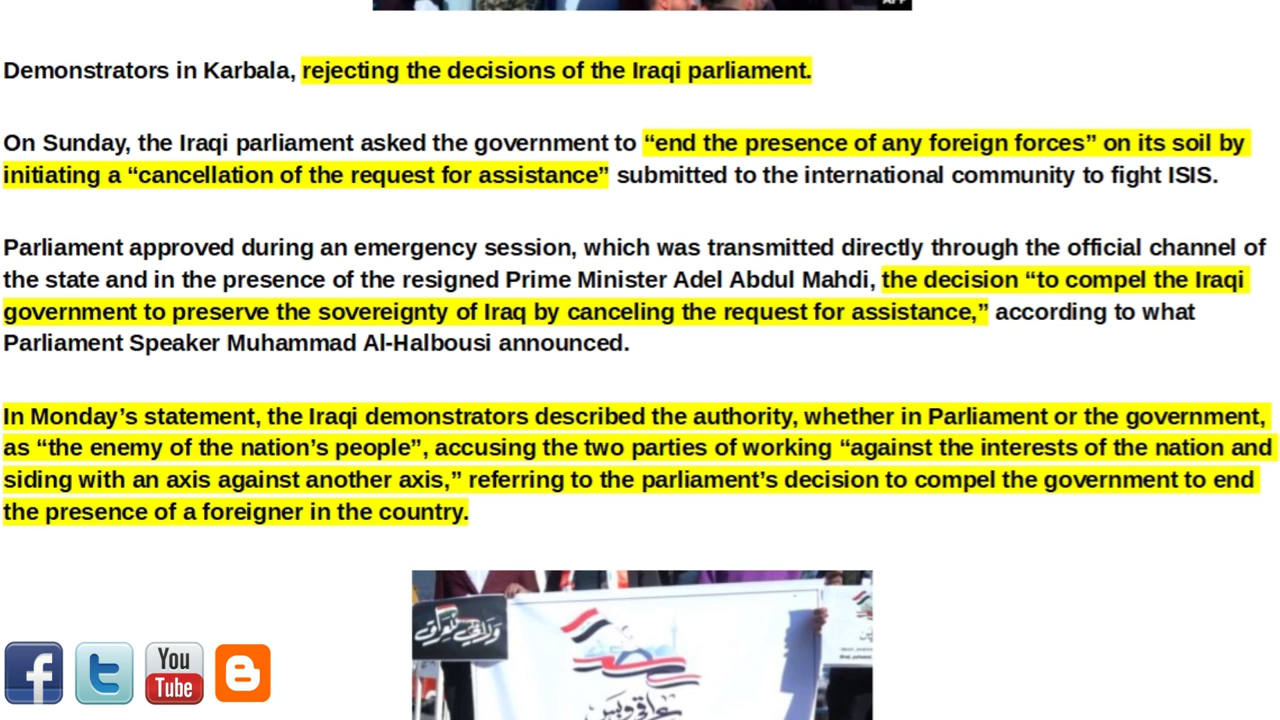 AFP
Demonstrators in Karbala, rejecting the decisions of the Iraqi parliament.
On Sunday, the Iraqi parliament asked the government to “end the presence of any foreign forces” on its soil by
initiating a “cancellation of the request for assistance” submitted to the international community to fight ISIS.
Parliament approved during an emergency session, which was transmitted directly through the official channel of
the state and in the presence of the resigned Prime Minister Adel Abdul Mahdi, the decision “to compel the Iraqi
government to preserve the sovereignty of Iraq by canceling the request for assistance,” according to what
Parliament Speaker Muhammad Al-Halbousi announced.
In Monday’s statement, the Iraqi demonstrators described the authority, whether in Parliament or the government,
as “the enemy of the nation’s people”, accusing the two parties of working “against the interests of the nation and
siding with an axis against another axis,” referring to the parliament’s decision to compel the government to end
the presence of a foreigner in the country.
ولائي للعراق
عراقي وبس
f
t
You
Tube
B